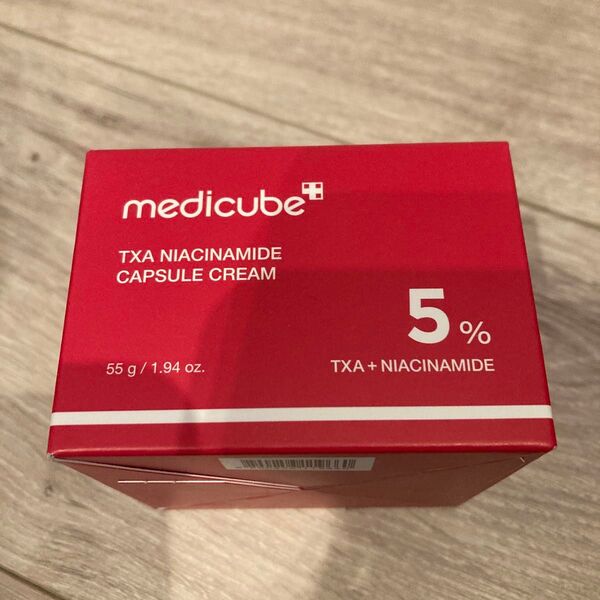 medicube
TXA NIACINAMIDE
CAPSULE CREAM
5 %
55 g / 1.94 oz.
TXA + NIACINAMIDE